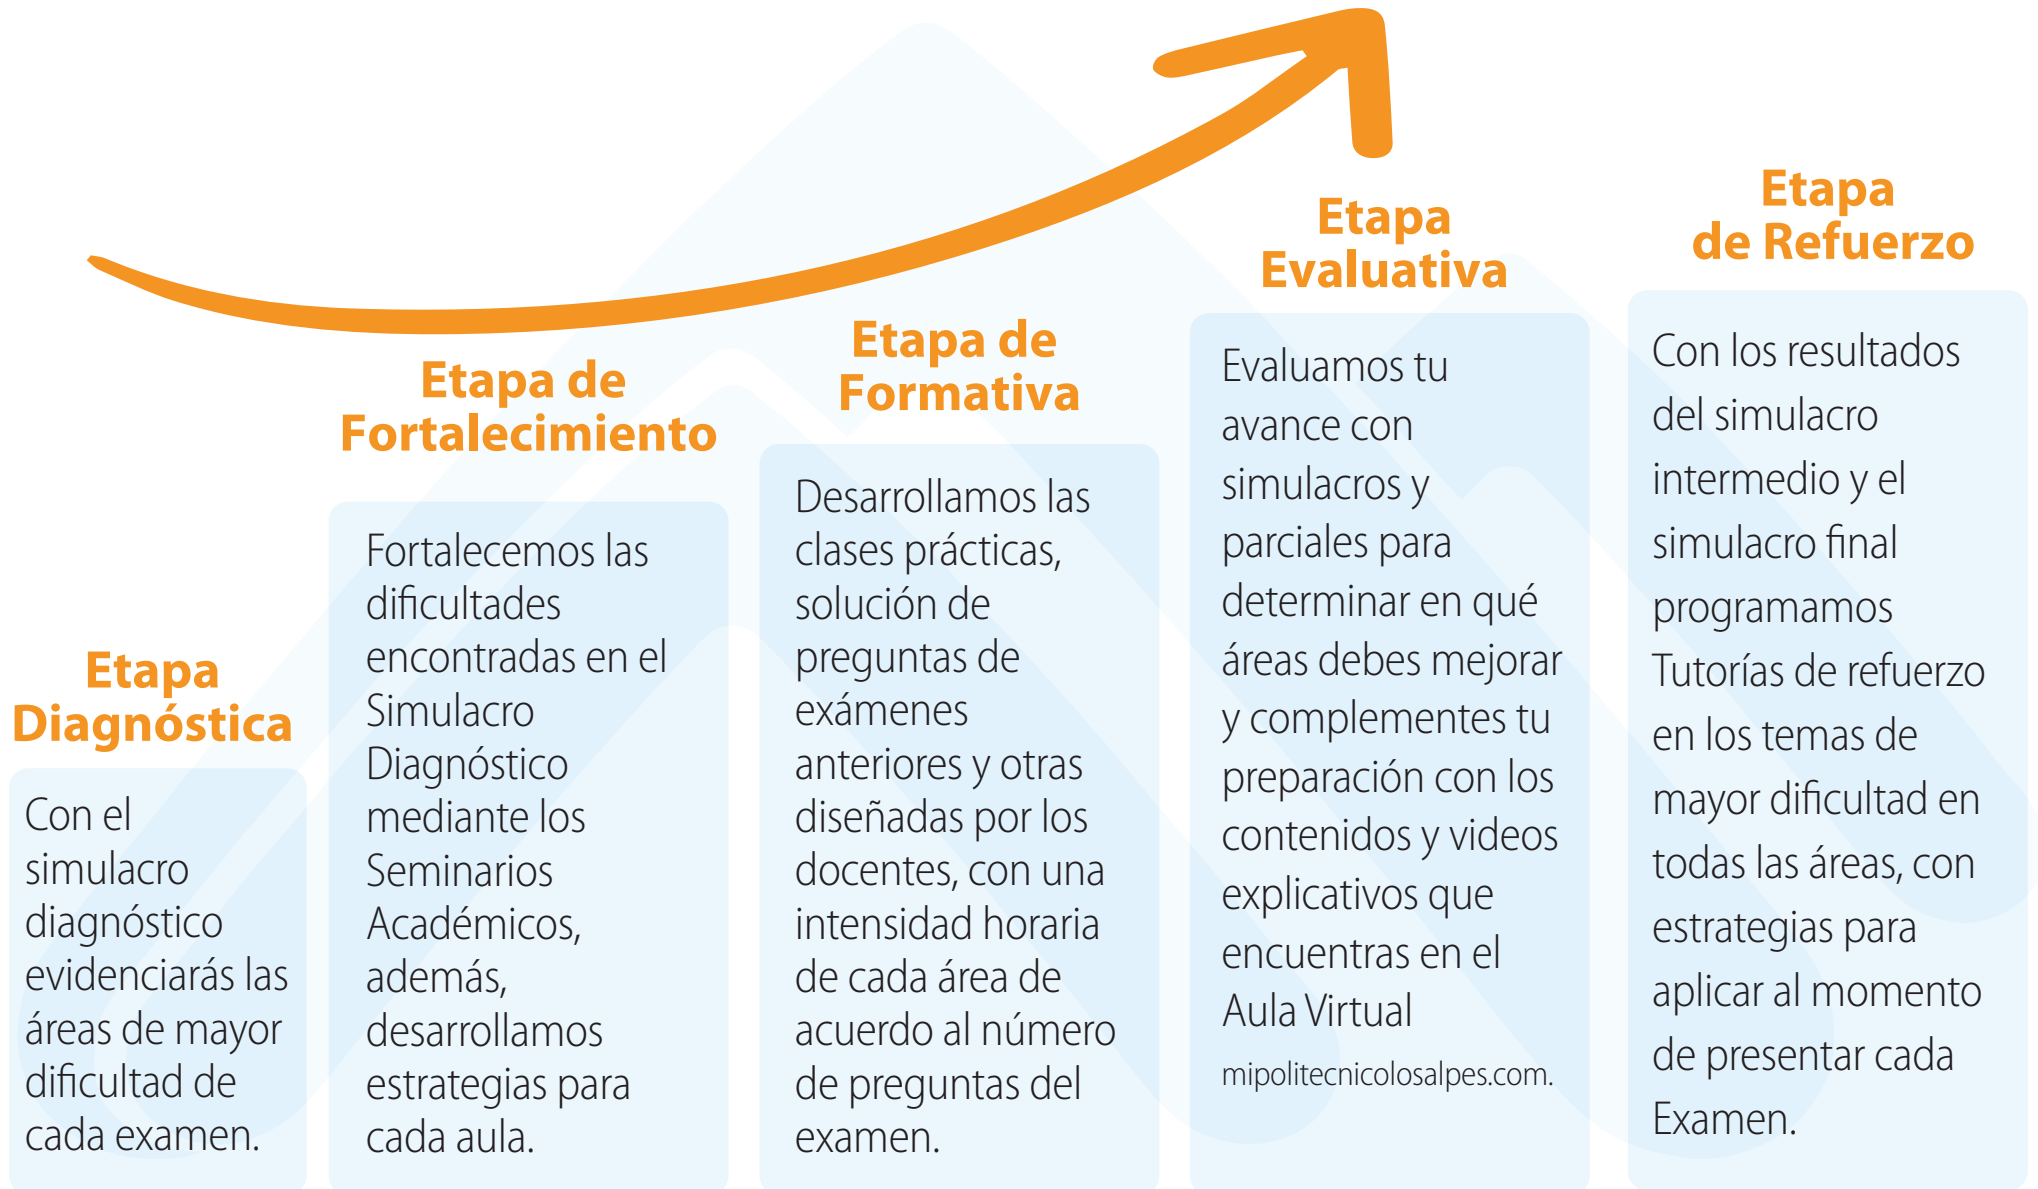 Etapa
Diagnóstica
Con el
simulacro
diagnóstico
evidenciarás las
áreas de mayor
dificultad de
cada examen.
Etapa de
Fortalecimiento
Fortalecemos las
dificultades
encontradas en el
Simulacro
Diagnóstico
mediante los
Seminarios
Académicos,
además,
desarrollamos
estrategias para
cada aula.
Etapa de
Formativa
Desarrollamos las
clases prácticas,
solución de
preguntas de
exámenes
anteriores y otras
diseñadas por los
docentes, con una
intensidad horaria
de cada área de
acuerdo al número
de preguntas del
examen.
Etapa
Evaluativa
Evaluamos tu
avance con
simulacros y
parciales para
determinar en qué
áreas debes mejorar
y complementes tu
preparación con los
contenidos y videos
explicativos que
encuentras en el
Aula Virtual
mipolitecnicolosalpes.com.
Etapa
de Refuerzo
Con los resultados
del simulacro
intermedio y el
simulacro final
programamos
Tutorías de refuerzo
en los temas de
mayor dificultad en
todas las áreas, con
estrategias para
aplicar al momento
de presentar cada
Examen.